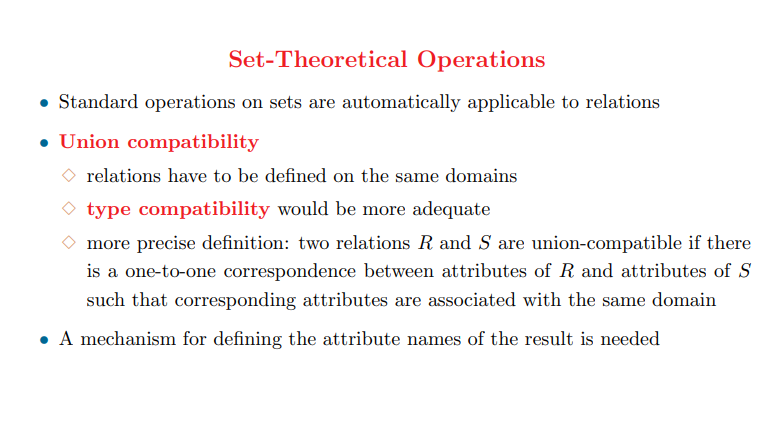 Set-Theoretical Operations
• Standard operations on sets are automatically applicable to relations
• Union compatibility
◇ relations have to be defined on the same domains
◇ type compatibility would be more adequate
◇ more precise definition: two relations R and S are union-compatible if there
is a one-to-one correspondence between attributes of R and attributes of S
such that corresponding attributes are associated with the same domain
• A mechanism for defining the attribute names of the result is needed